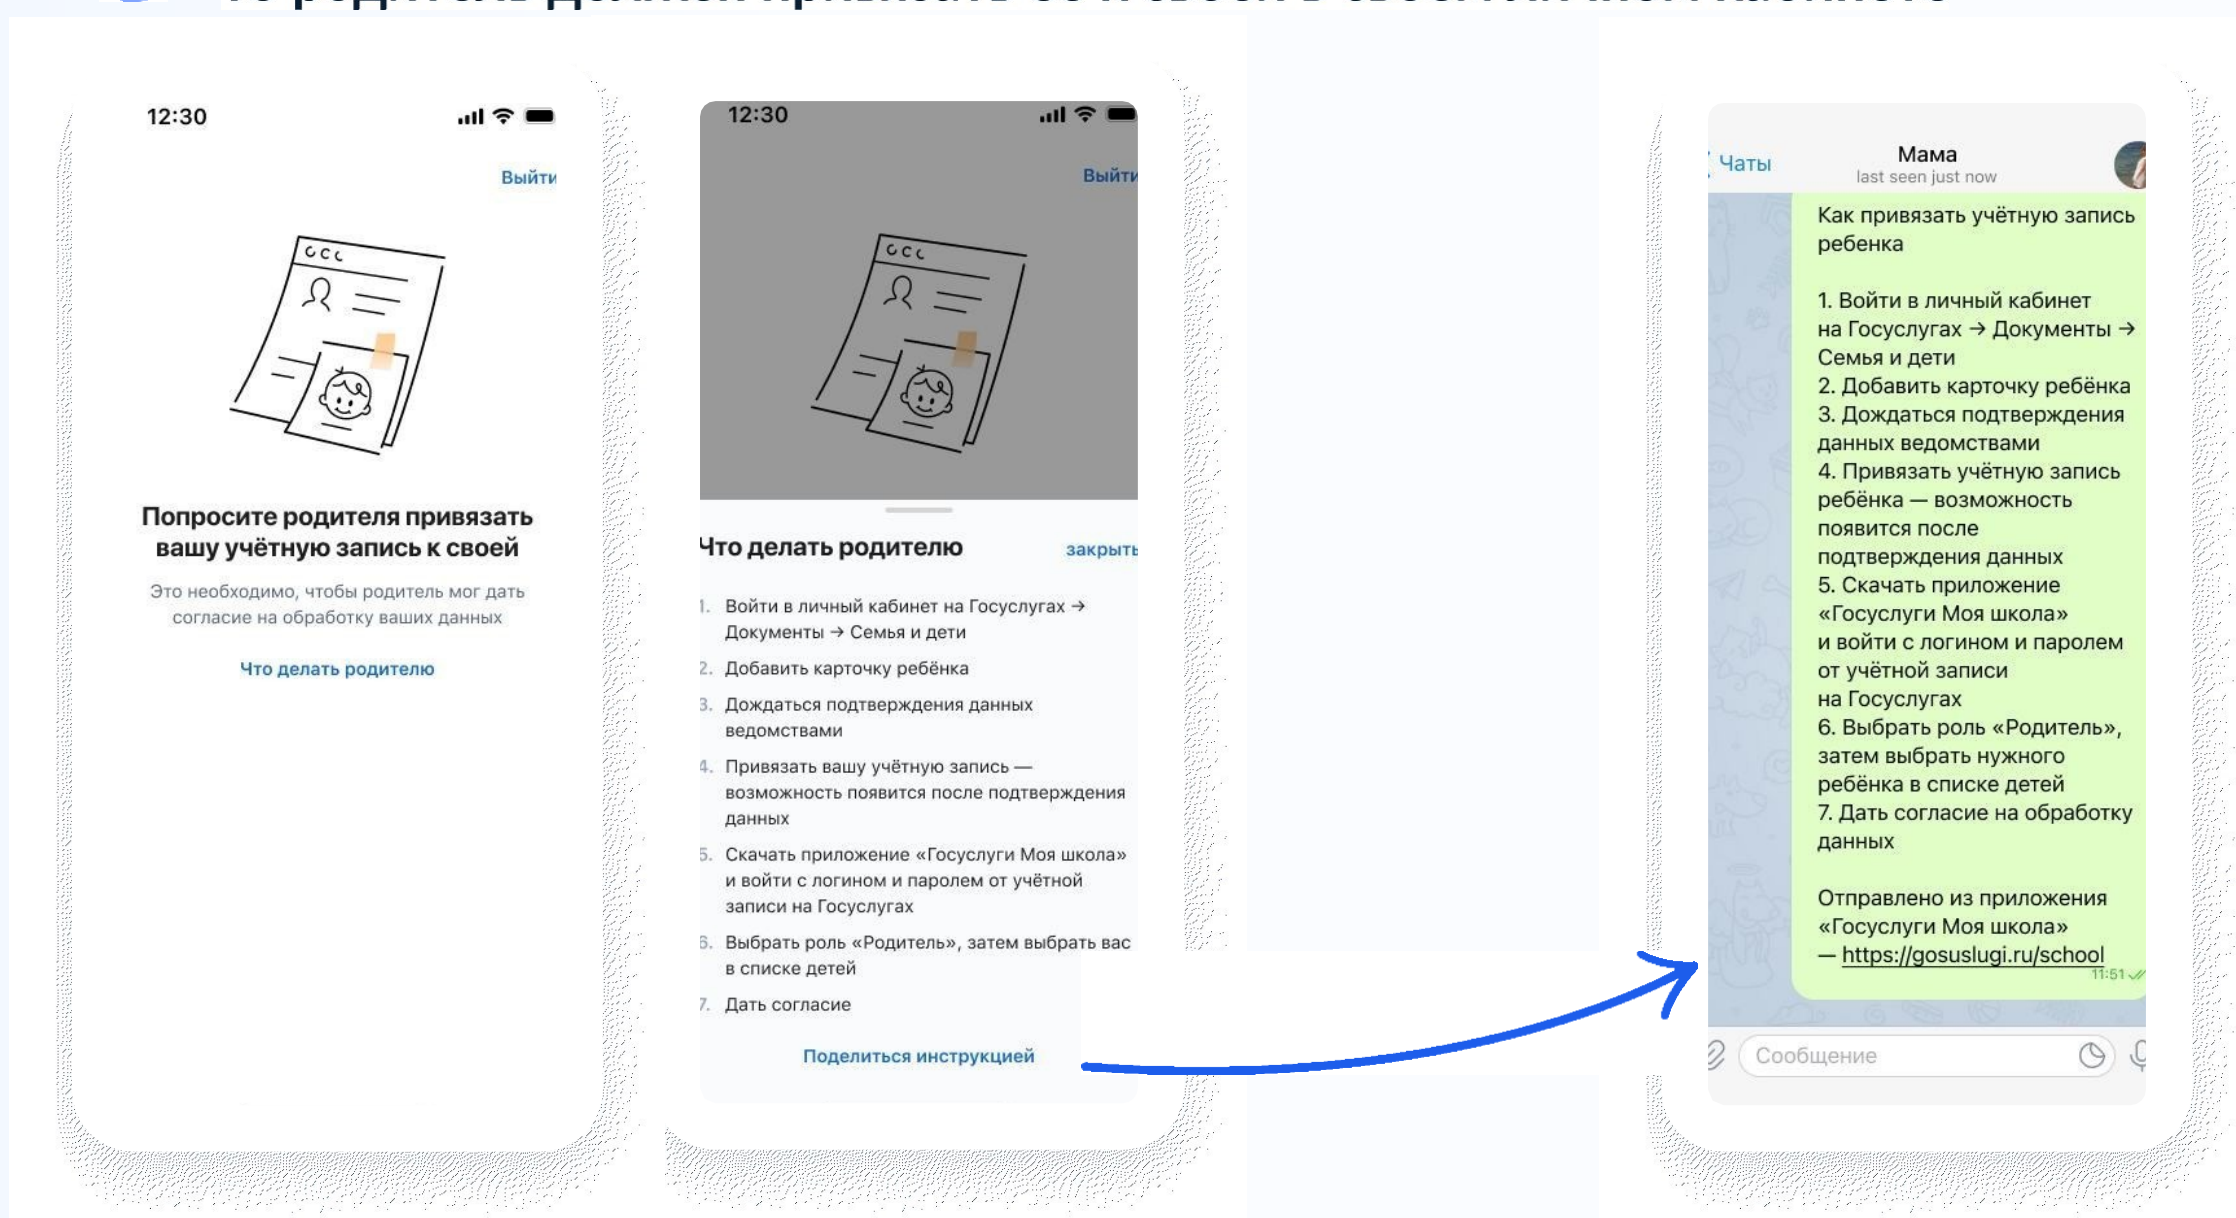 12:30
Выйти
Попросите родителя привязать
вашу учётную запись к своей
Это необходимо, чтобы родитель мог дать
согласие на обработку ваших данных
Что делать родителю
12:30
Выйти
Что делать родителю
закрыть
1. Войти в личный кабинет на Госуслугах →
Документы → Семья и дети
2. Добавить карточку ребёнка
3. Дождаться подтверждения данных
ведомствами
4. Привязать вашу учётную запись —
возможность появится после подтверждения
данных
5. Скачать приложение «Госуслуги Моя школа»
и войти с логином и паролем от учётной
записи на Госуслугах
6. Выбрать роль «Родитель», затем выбрать вас
в списке детей
7. Дать согласие
Поделиться инструкцией
Чаты
Мама
last seen just now
Как привязать учётную запись
ребенка
1. Войти в личный кабинет
на Госуслугах → Документы →
Семья и дети
2. Добавить карточку ребёнка
3. Дождаться подтверждения
данных ведомствами
4. Привязать учётную запись
ребёнка — возможность
появится после
подтверждения данных
5. Скачать приложение
«Госуслуги Моя школа»
и войти с логином и паролем
от учётной записи
на Госуслугах
6. Выбрать роль «Родитель»,
затем выбрать нужного
ребёнка в списке детей
7. Дать согласие на обработку
данных
Отправлено из приложения
«Госуслуги Моя школа»
— https://gosuslugi.ru/school
11:51
Сообщение